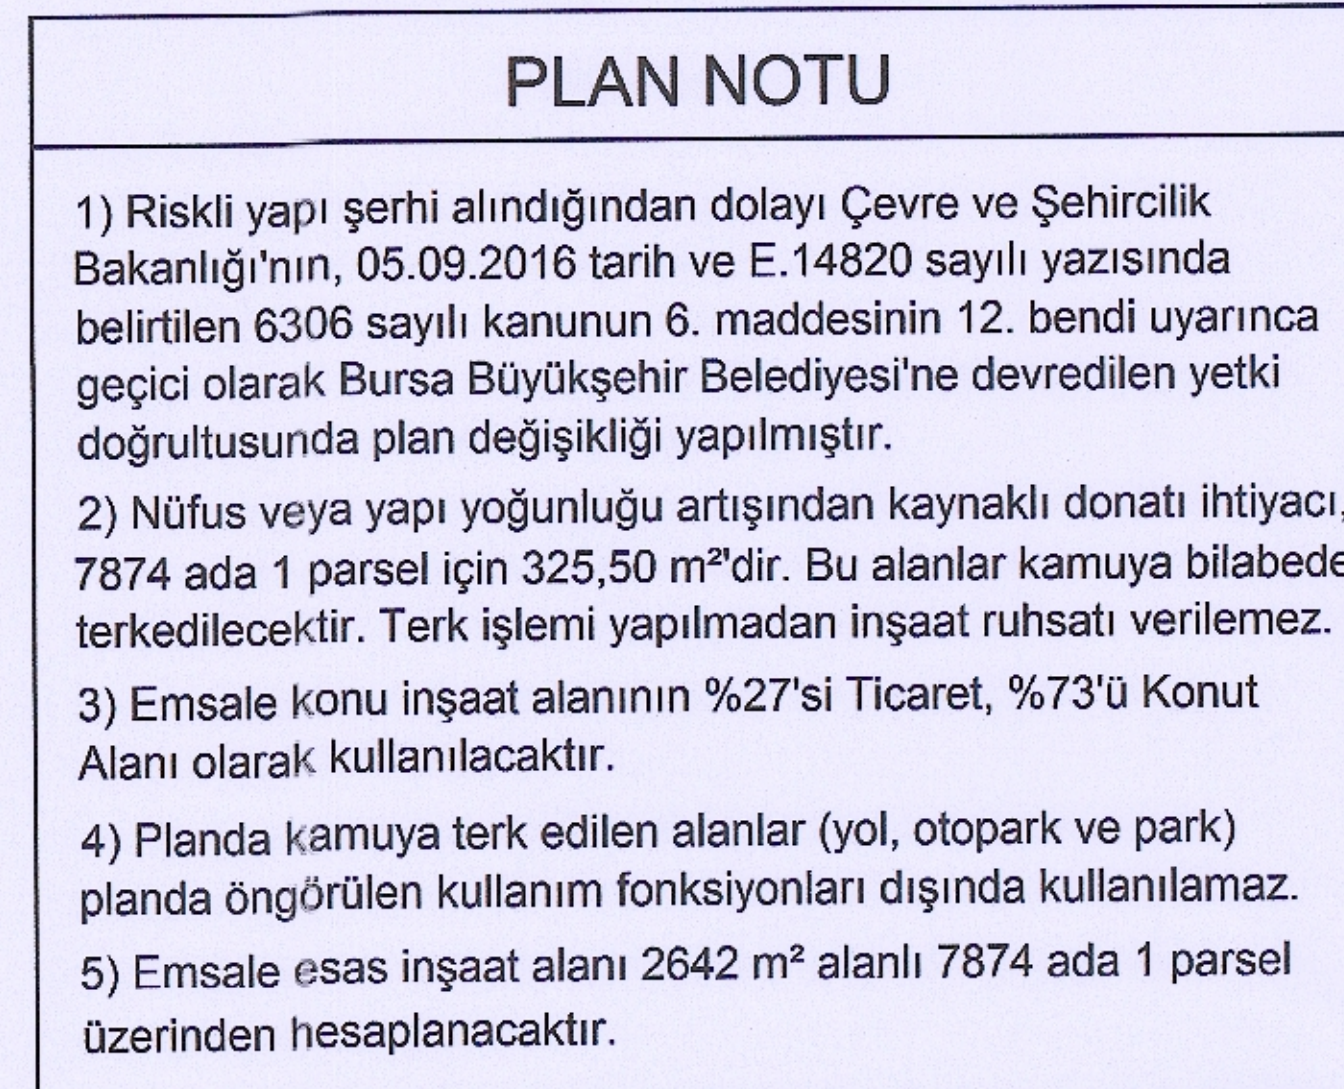 PLAN NOTU
1) Riskli yapı şerhi alındığından dolayı Çevre ve Şehircilik
Bakanlığı'nın, 05.09.2016 tarih ve E.14820 sayılı yazısında
belirtilen 6306 sayılı kanunun 6. maddesinin 12. bendi uyarınca
geçici olarak Bursa Büyükşehir Belediyesi'ne devredilen yetki
doğrultusunda plan değişikliği yapılmıştır.
2) Nüfus veya yapı yoğunluğu artışından kaynaklı donatı ihtiyacı,
7874 ada 1 parsel için 325,50 m²'dir. Bu alanlar kamuya bilabede
terkedilecektir. Terk işlemi yapılmadan inşaat ruhsatı verilemez.
3) Emsale konu inşaat alanının %27'si Ticaret, %73'ü Konut
Alanı olarak kullanılacaktır.
4) Planda kamuya terk edilen alanlar (yol, otopark ve park)
planda öngörülen kullanım fonksiyonları dışında kullanılamaz.
5) Emsale esas inşaat alanı 2642 m² alanlı 7874 ada 1 parsel
üzerinden hesaplanacaktır.